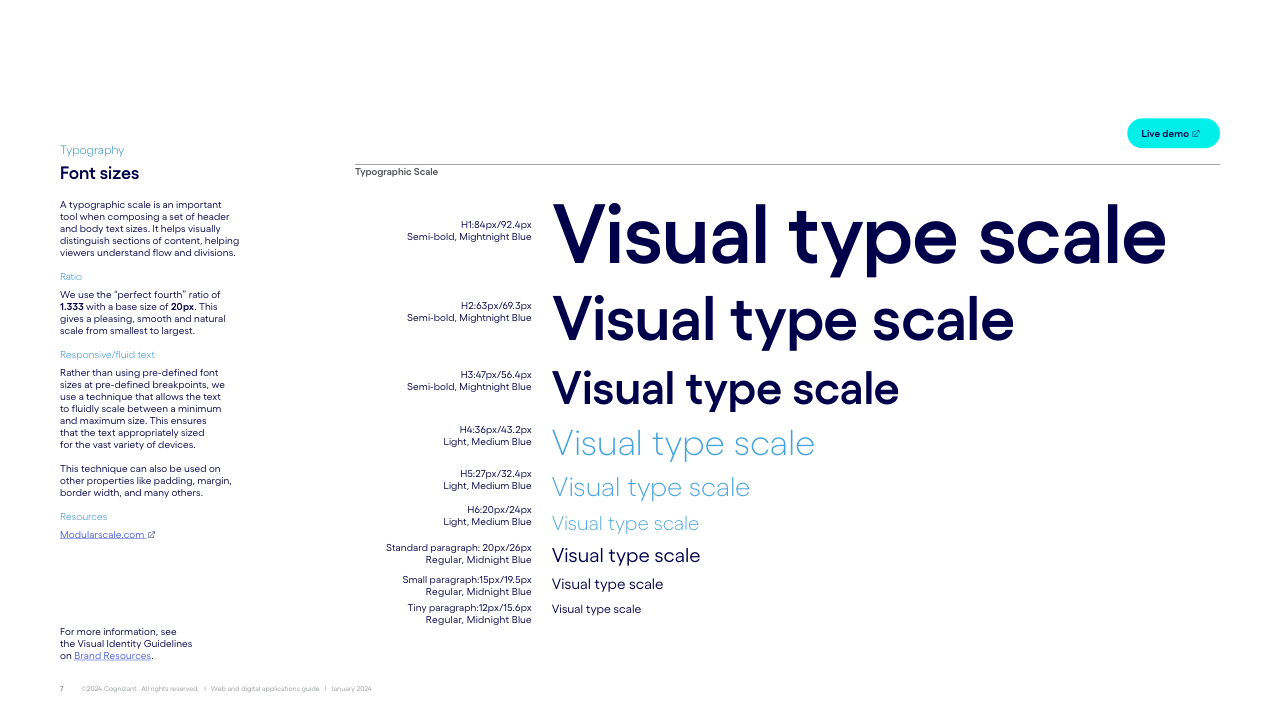 Live demo
Typography
Font sizes
A typographic scale is an important
tool when composing a set of header
and body text sizes. It helps visually
distinguish sections of content, helping
viewers understand flow and divisions.
Ratio
We use the “perfect fourth” ratio of
1.333 with a base size of 20px. This
gives a pleasing, smooth and natural
scale from smallest to largest.
Responsive/fluid text
Rather than using pre-defined font
sizes at pre-defined breakpoints, we
use a technique that allows the text
to fluidly scale between a minimum
and maximum size. This ensures
that the text appropriately sized
for the vast variety of devices.
This technique can also be used on
other properties like padding, margin,
border width, and many others.
Resources
Modularscale.com
For more information, see
the Visual Identity Guidelines
on Brand Resources.
Typographic Scale
H1:84px/92.4px
Semi-bold, Mightnight Blue
Visual type scale
H2:63px/69.3px
Semi-bold, Mightnight Blue
Visual type scale
H3:47px/56.4px
Semi-bold, Mightnight Blue
Visual type scale
H4:36px/43.2px
Light, Medium Blue
Visual type scale
H5:27px/32.4px
Light, Medium Blue
Visual type scale
H6:20px/24px
Light, Medium Blue
Visual type scale
Standard paragraph: 20px/26px
Regular, Midnight Blue
Visual type scale
Small paragraph:15px/19.5px
Regular, Midnight Blue
Visual type scale
Tiny paragraph:12px/15.6px
Regular, Midnight Blue
Visual type scale
7 ©2024 Cognizant. All rights reserved. | Web and digital applications guide | January 2024